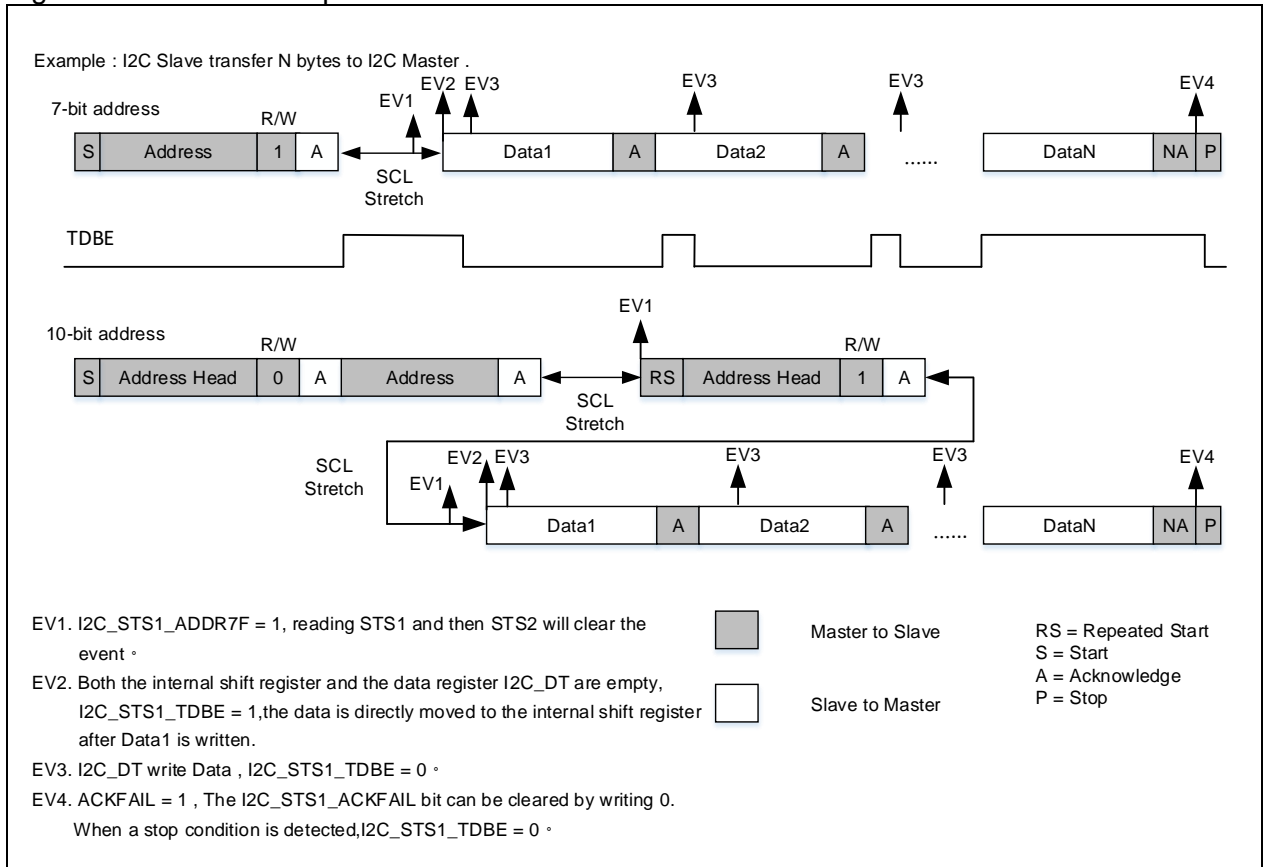 Example : I2C Slave transfer N bytes to I2C Master .
EV2 EV3 EV3 EV3 EV4
EV1
7-bit address
R/W
S Address 1 A Data1 A Data2 A ...... DataN NA P
SCL
Stretch
TDBE
EV1
10-bit address
R/W R/W
S Address Head 0 A Address A RS Address Head 1 A
SCL
Stretch
SCL
Stretch
EV2 EV3 EV3 EV3 EV4
EV1
Data1 A Data2 A ...... DataN NA P
EV1. I2C_STS1_ADDR7F = 1, reading STS1 and then STS2 will clear the
event。
EV2. Both the internal shift register and the data register I2C_DT are empty,
I2C_STS1_TDBE = 1,the data is directly moved to the internal shift register
after Data1 is written.
EV3. I2C_DT write Data , I2C_STS1_TDBE = 0。
EV4. ACKFAIL = 1 , The I2C_STS1_ACKFAIL bit can be cleared by writing 0.
When a stop condition is detected,I2C_STS1_TDBE = 0。
Master to Slave
Slave to Master
RS = Repeated Start
S = Start
A = Acknowledge
P = Stop